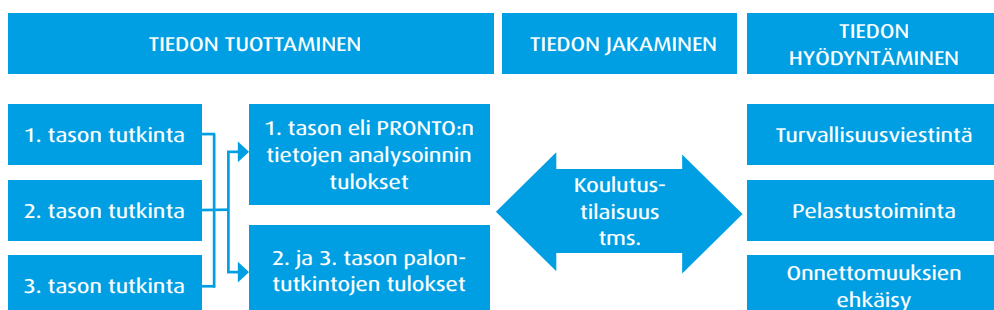 TIEDON TUOTTAMINEN
TIEDON JAKAMINEN
TIEDON
HYÖDYNTÄMINEN
1. tason tutkinta
2. tason tutkinta
3. tason tutkinta
1. tason eli PRONTO:n
tietojen analysoinnin
tulokset
2. ja 3. tason palon-
tutkintojen tulokset
Koulutus-
tilaisuus
tms.
Turvallisuusviestintä
Pelastustoiminta
Onnettomuuksien
ehkäisy